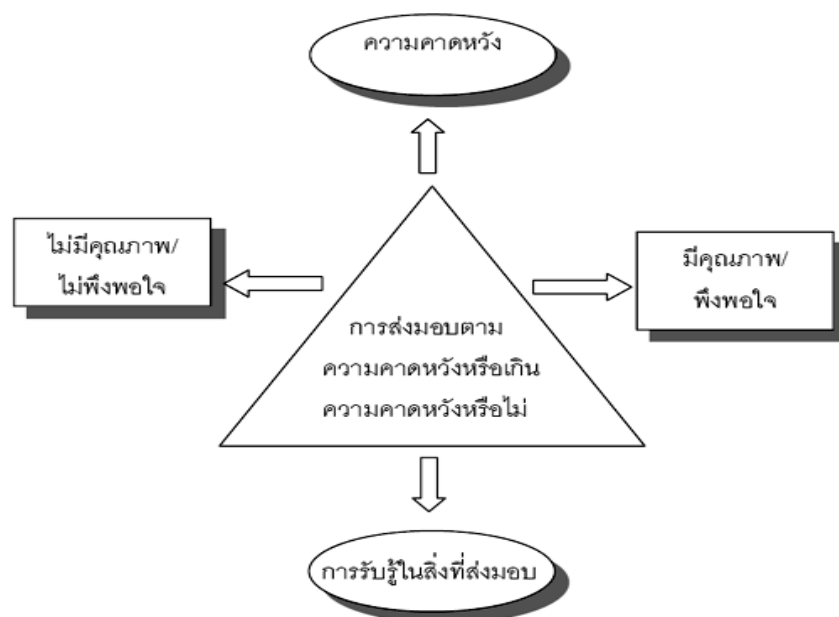 ความคาดหวัง
ไม่มีคุณภาพ/
ไม่พึงพอใจ
มีคุณภาพ/
พึงพอใจ
การส่งมอบตาม
ความคาดหวังหรือเกิน
ความคาดหวังหรือไม่
การรับรู้ในสิ่งที่ส่งมอบ